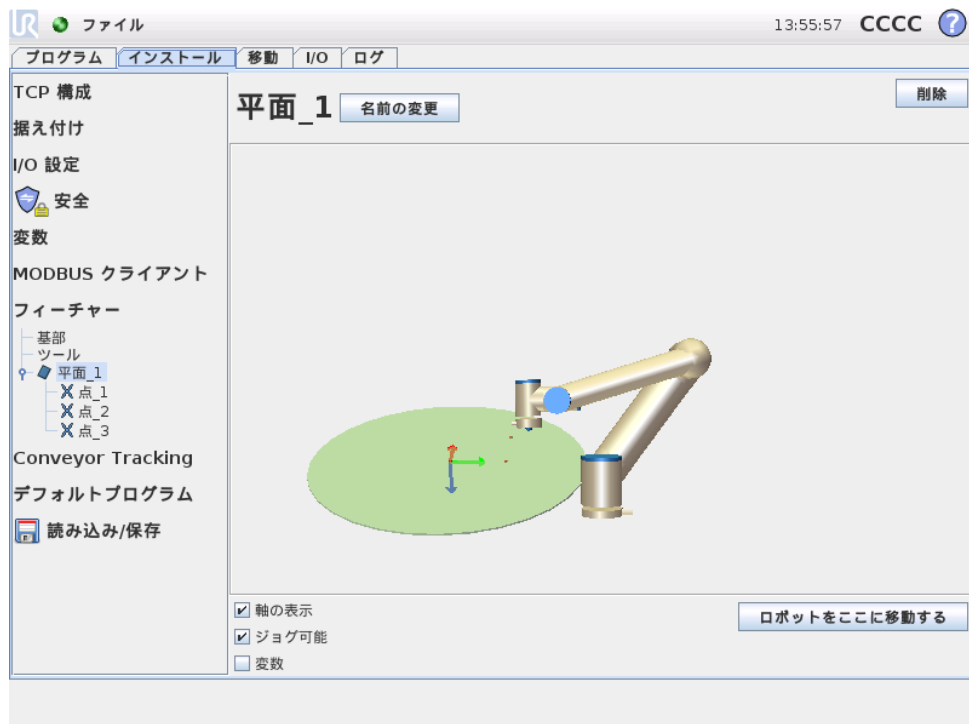 UR ファイル 13:55:57 CCCC ?
プログラム インストール 移動 I/O ログ
TCP 構成
平面_1 名前の変更 削除
据え付け
I/O 設定
安全
変数
MODBUS クライアント
フィーチャー
基部
ツール
平面_1
点_1
点_2
点_3
Conveyor Tracking
デフォルトプログラム
読み込み/保存
軸の表示
ロボットをここに移動する
ジョグ可能
変数